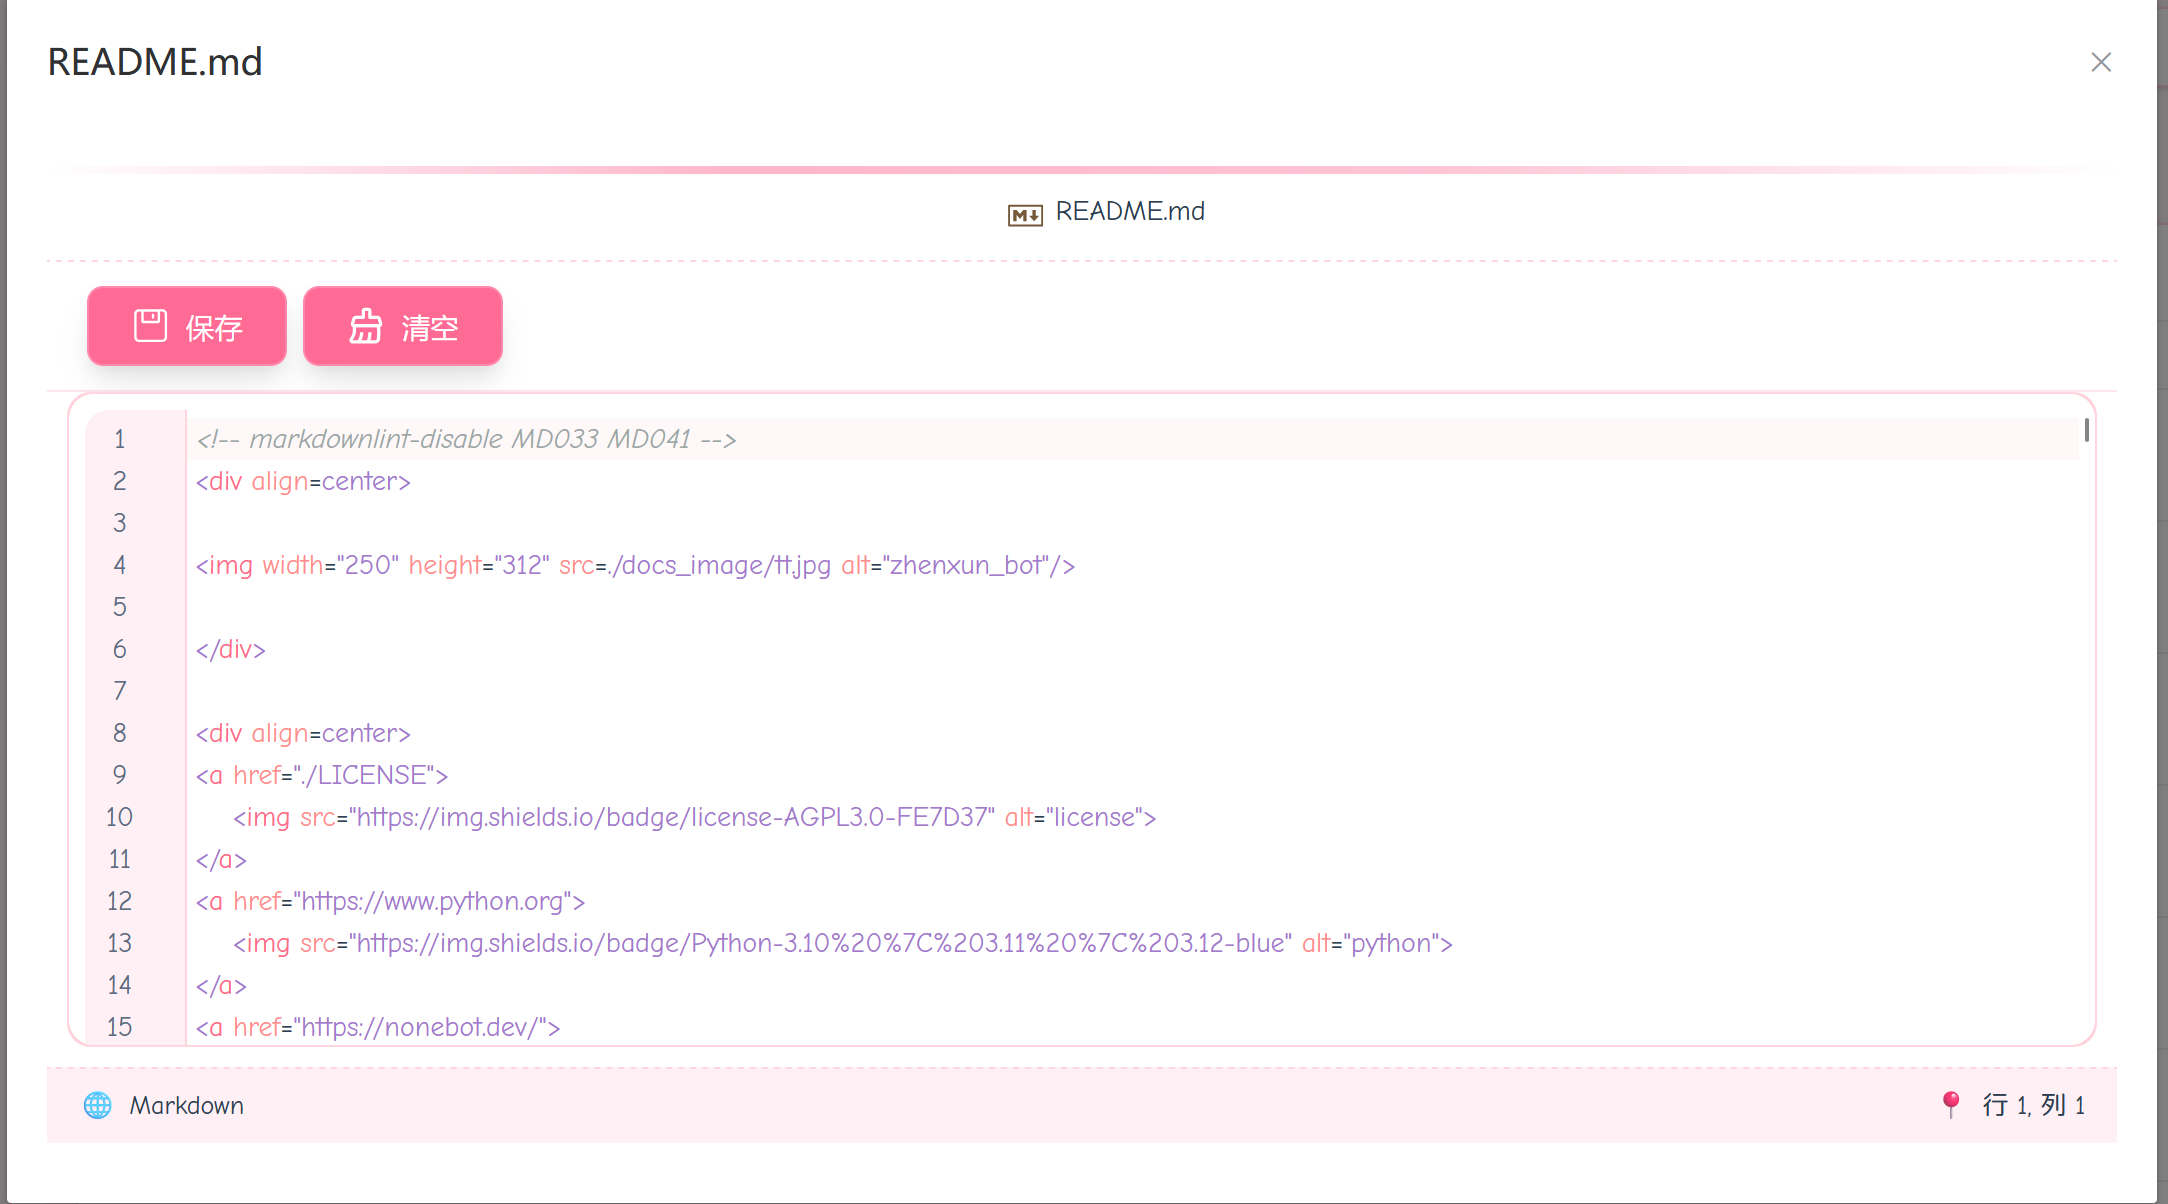 README.md
README.md
保存 清空
1 <!-- markdownlint-disable MD033 MD041 -->
2 <div align=center>
3
4 <img width="250" height="312" src=./docs_image/tt.jpg alt="zhenxun_bot"/>
5
6 </div>
7
8 <div align=center>
9 <a href="./LICENSE">
10 <img src="https://img.shields.io/badge/license-AGPL3.0-FE7D37" alt="license">
11 </a>
12 <a href="https://www.python.org">
13 <img src="https://img.shields.io/badge/Python-3.10%20%7C%203.11%20%7C%203.12-blue" alt="python">
14 </a>
15 <a href="https://nonebot.dev/">
Markdown 行 1, 列 1